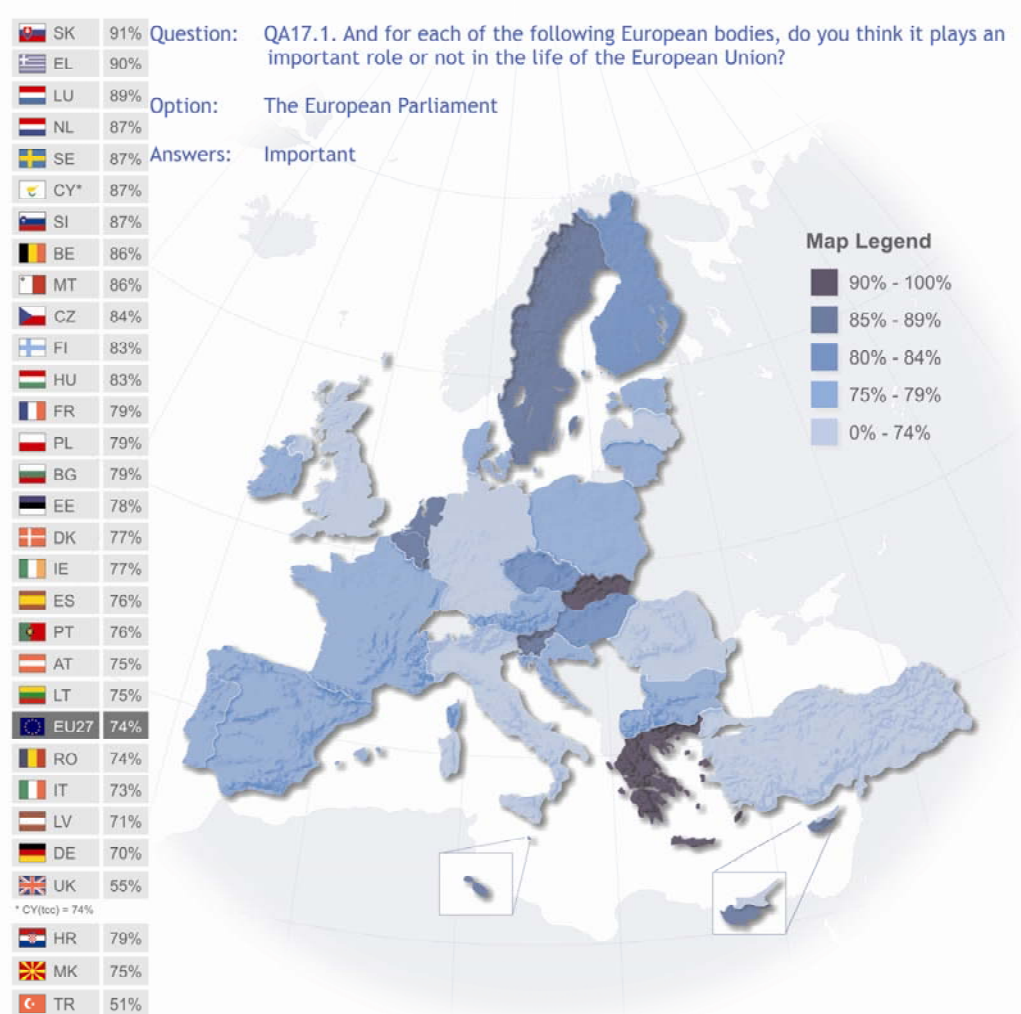 Question: QA17.1. And for each of the following European bodies, do you think it plays an
important role or not in the life of the European Union?
Option: The European Parliament
Answers: Important
SK 91%
EL 90%
LU 89%
NL 87%
SE 87%
CY* 87%
SI 87%
BE 86%
MT 86%
CZ 84%
FI 83%
HU 83%
FR 79%
PL 79%
BG 79%
EE 78%
DK 77%
IE 77%
ES 76%
PT 76%
AT 75%
LT 75%
EU27 74%
RO 74%
IT 73%
LV 71%
DE 70%
UK 55%
* CY(tcc) = 74%
HR 79%
MK 75%
TR 51%
Map Legend
90% - 100%
85% - 89%
80% - 84%
75% - 79%
0% - 74%